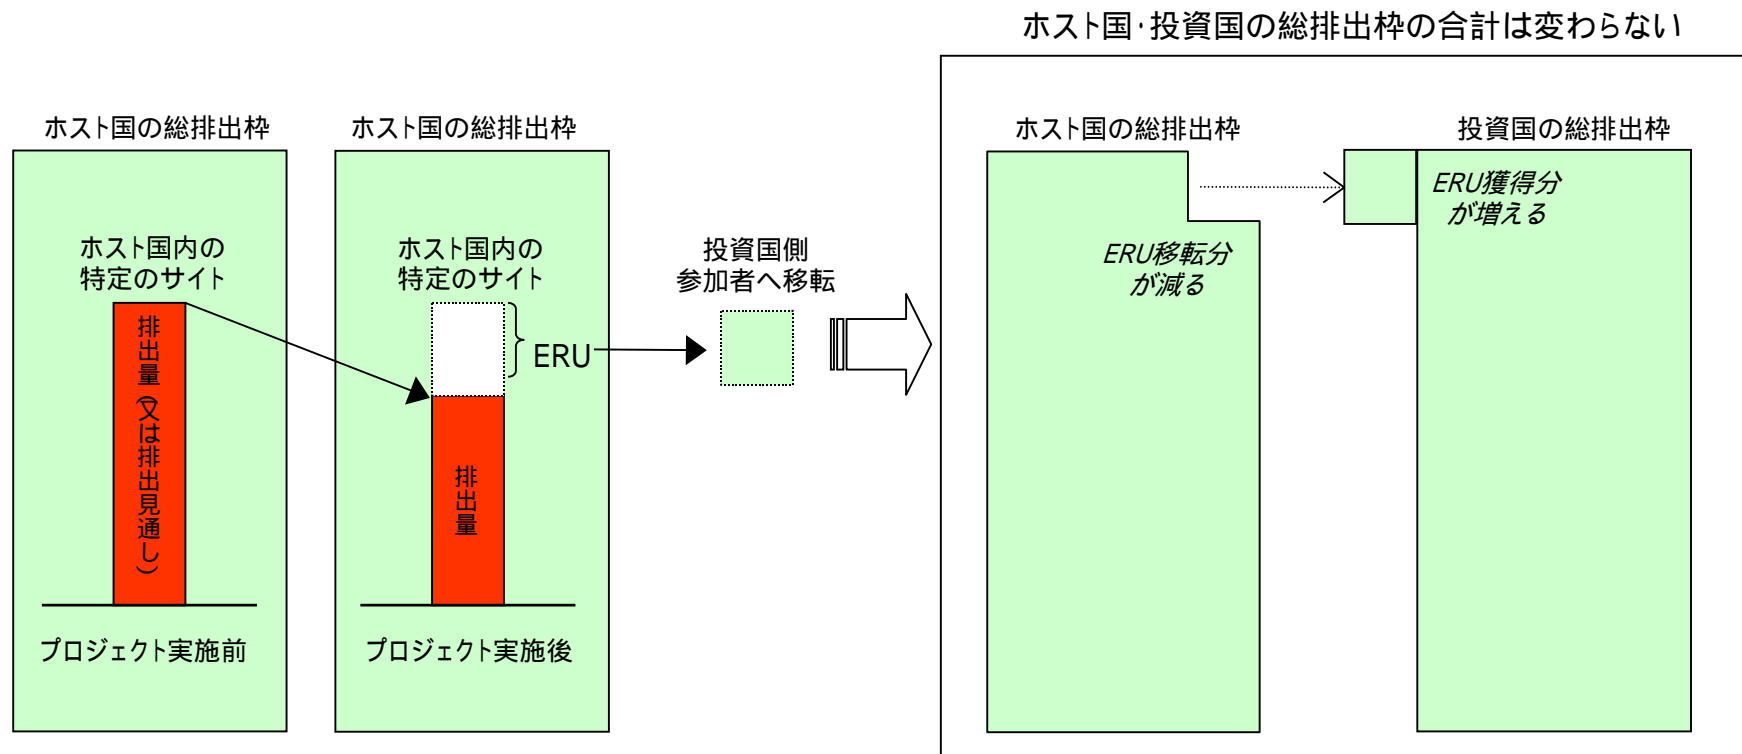 ホスト国・投資国の総排出枠の合計は変わらない
ホスト国の総排出枠
ホスト国内の
特定のサイト
排出量(又は排出見通し)
プロジェクト実施前
ホスト国の総排出枠
ホスト国内の
特定のサイト
ERU
排出量
プロジェクト実施後
投資国側
参加者へ移転
ホスト国の総排出枠
ERU移転分
が減る
投資国の総排出枠
ERU獲得分
が増える